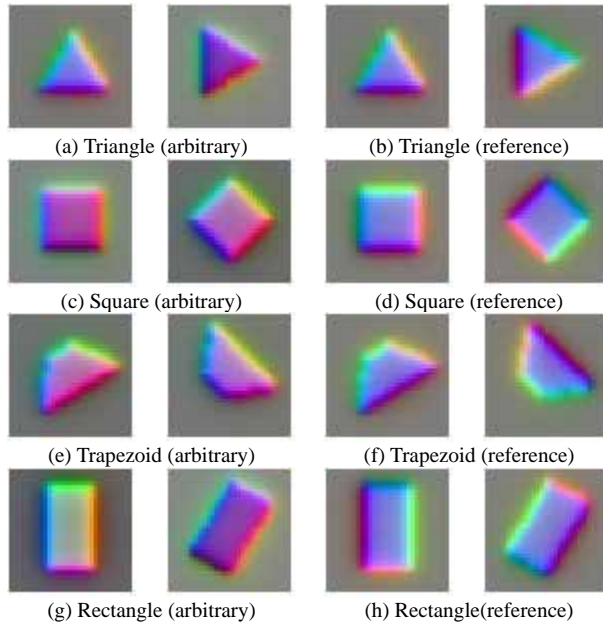 (a) Triangle (arbitrary)
(b) Triangle (reference)
(c) Square (arbitrary)
(d) Square (reference)
(e) Trapezoid (arbitrary)
(f) Trapezoid (reference)
(g) Rectangle (arbitrary)
(h) Rectangle(reference)